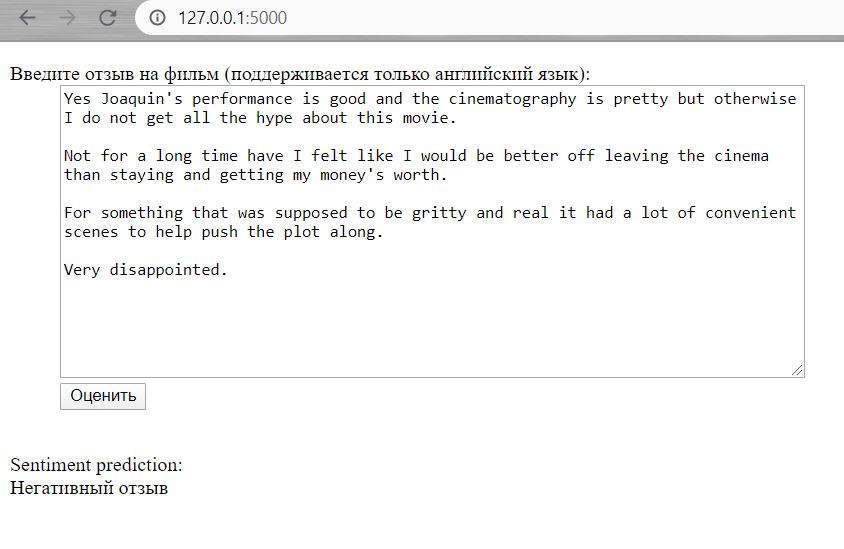 127.0.0.1:5000
Введите отзыв на фильм (поддерживается только английский язык):
Yes Joaquin's performance is good and the cinematography is pretty but otherwise
I do not get all the hype about this movie.
Not for a long time have I felt like I would be better off leaving the cinema
than staying and getting my money's worth.
For something that was supposed to be gritty and real it had a lot of convenient
scenes to help push the plot along.
Very disappointed.
Оценить
Sentiment prediction:
Негативный отзыв